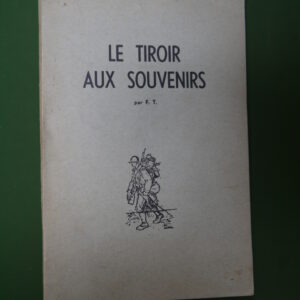 LE TIROIR
AUX SOUVENIRS
par F. T.